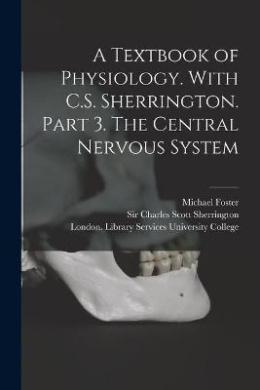 A Textbook of
Physiology. With
C.S. Sherrington.
Part 3. The Central
Nervous System
Michael Foster
Sir Charles Scott Sherrington
London. Library Services University College